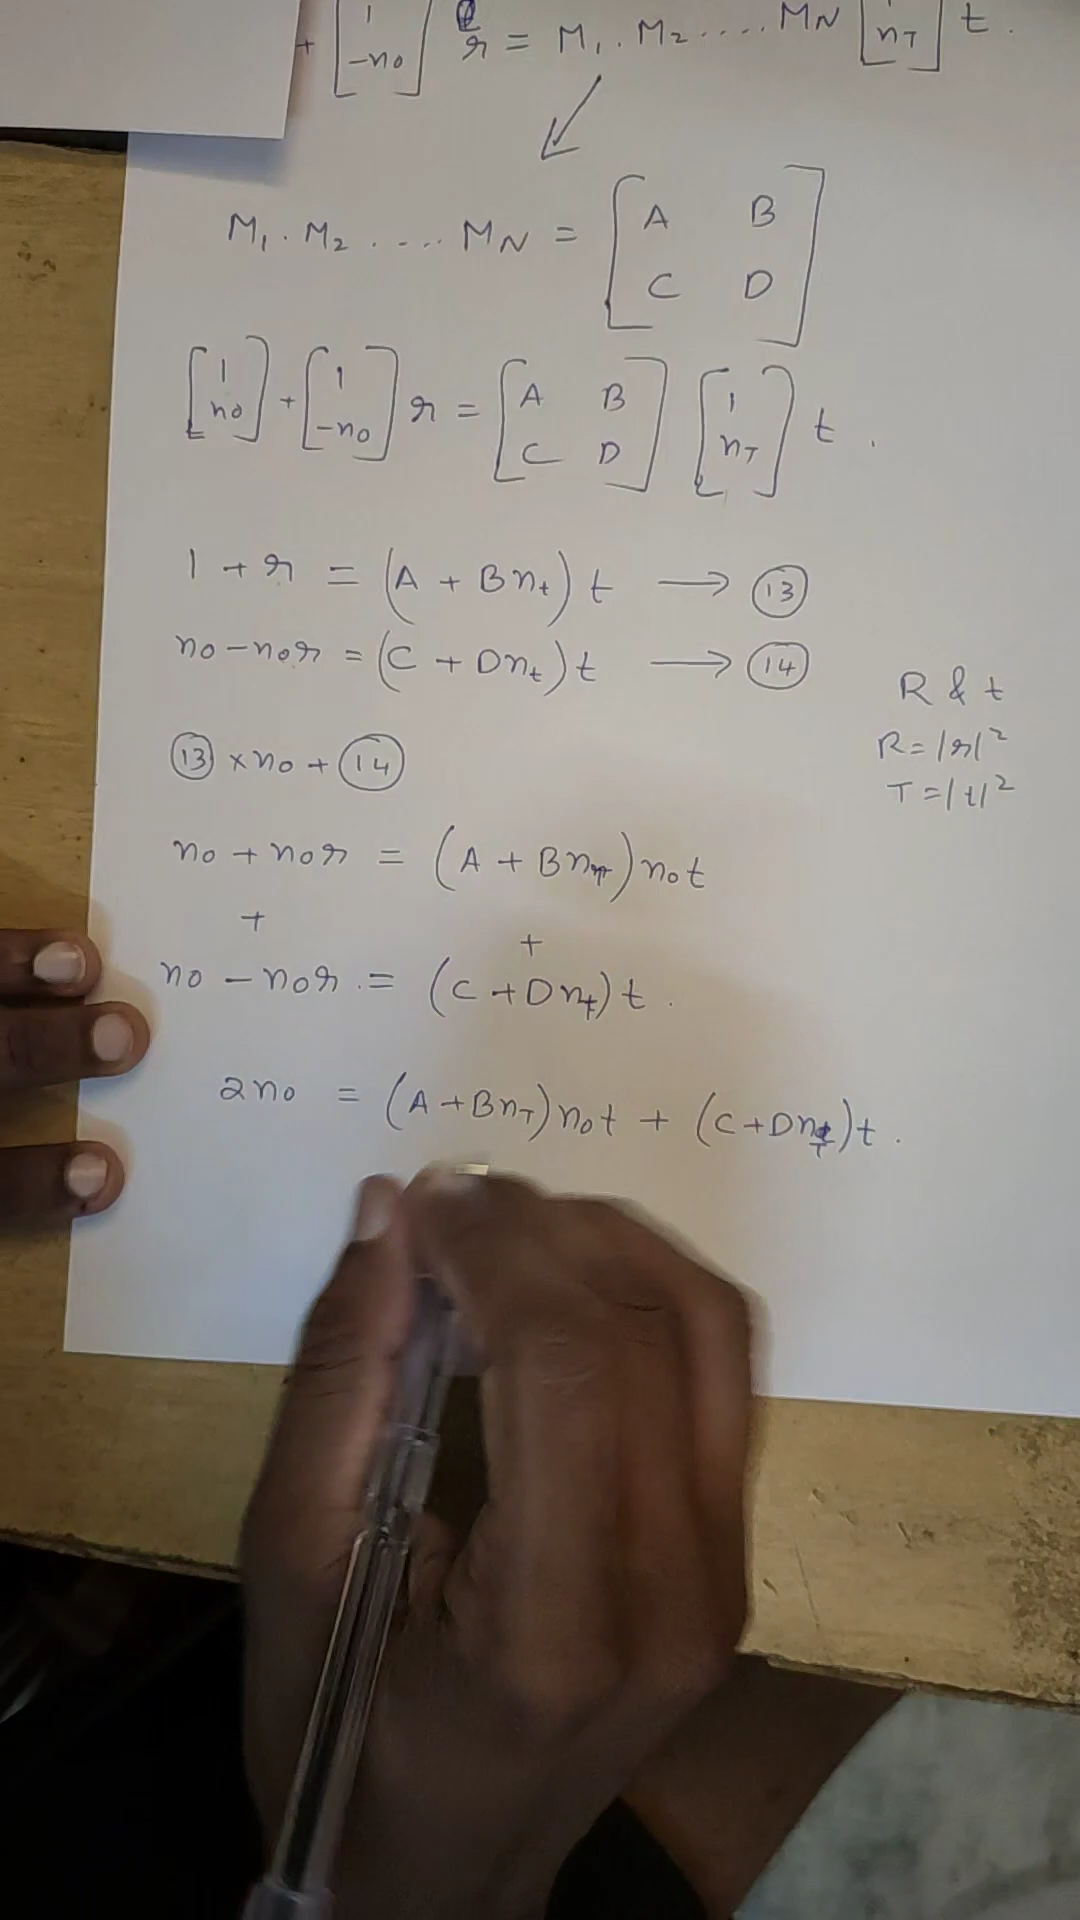 + [1 -n0] r = M1 . M2 ..... MN [1 nT] t .
M1 . M2 ..... MN = [A B C D]
[1 n0] + [1 -n0] r = [A B C D] [1 nT] t .
1 + r = (A + Bnt) t → 13
n0 - n0r = (C + Dnt) t → 14
R & t
R = |r|²
T = |t|²
13 x n0 + 14
n0 + n0r = (A + BnT) n0t
+ +
n0 - n0r . = (C + DnT) t .
2n0 = (A + BnT) n0t + (C + DnT) t .